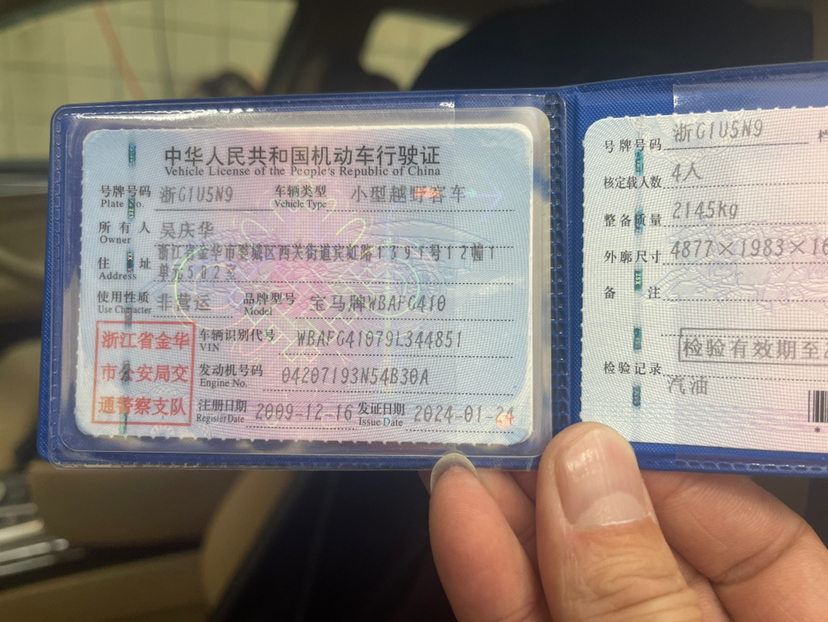 中华人民共和国机动车行驶证
Vehicle License of the People's Republic of China
号牌号码 浙G1U5N9 车辆类型 小型越野客车
Plate No. Vehicle Type
所有人 吴庆华
Owner
住址 浙江省金华市婺城区西关街道宾虹路1391号12幢1
Address 单元502室
使用性质 非营运 品牌型号 宝马牌WBAFG410
Use Character Model
浙江省金华
市公安局交
通警察支队
车辆识别代号 WBAFG41079L344851
VIN
发动机号码 04207193N54B30A
Engine No.
注册日期 2009-12-16 发证日期 2024-01-24
Register Date Issue Date
号牌号码 浙G1U5N9
核定载人数 4人
整备质量 2145kg
外廓尺寸 4877×1983×16
备注
检验有效期至
检验记录
汽油